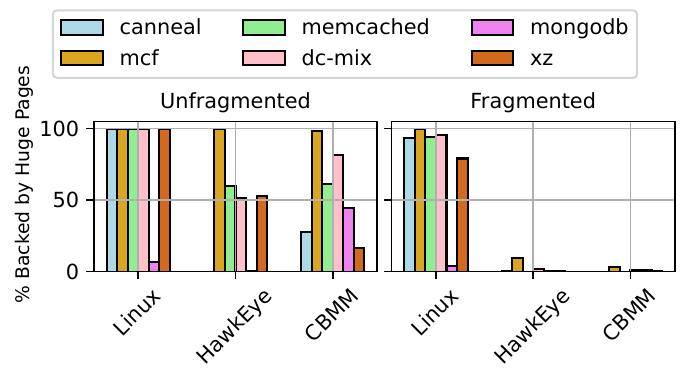 canneal memcached mongodb
mcf dc-mix xz
Unfragmented Fragmented
% Backed by Huge Pages
100
50
0
Linux HawkEye CBMM Linux HawkEye CBMM